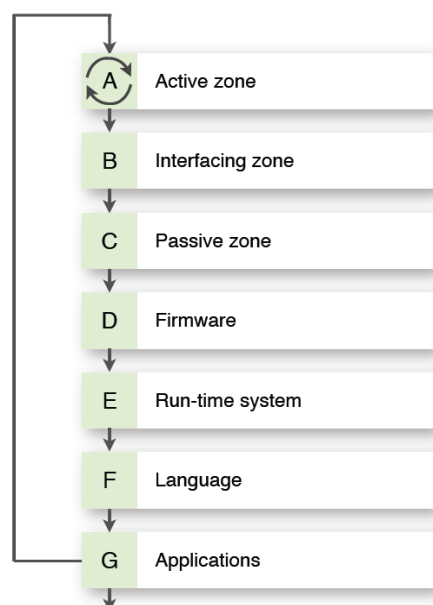 A Active zone
B Interfacing zone
C Passive zone
D Firmware
E Run-time system
F Language
G Applications